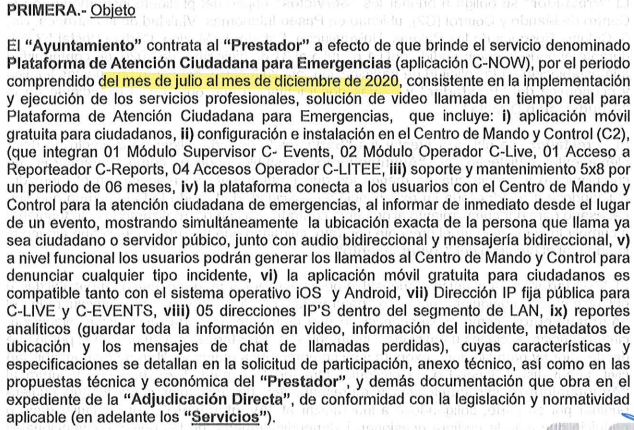 PRIMERA.- Objeto
El “Ayuntamiento” contrata al “Prestador” a efecto de que brinde el servicio denominado
Plataforma de Atención Ciudadana para Emergencias (aplicación C-NOW), por el periodo
comprendido del mes de julio al mes de diciembre de 2020, consistente en la implementación
y ejecución de los servicios profesionales, solución de video llamada en tiempo real para
Plataforma de Atención Ciudadana para Emergencias, que incluye: i) aplicación móvil
gratuita para ciudadanos, ii) configuración e instalación en el Centro de Mando y Control (C2),
(que integran 01 Módulo Supervisor C- Events, 02 Módulo Operador C-Live, 01 Acceso a
Reporteador C-Reports, 04 Accesos Operador C-LITEE, iii) soporte y mantenimiento 5x8 por
un periodo de 06 meses, iv) la plataforma conecta a los usuarios con el Centro de Mando y
Control para la atención ciudadana de emergencias, al informar de inmediato desde el lugar
de un evento, mostrando simultáneamente la ubicación exacta de la persona que llama ya
sea ciudadano o servidor púbico, junto con audio bidireccional y mensajería bidireccional, v)
a nivel funcional los usuarios podrán generar los llamados al Centro de Mando y Control para
denunciar cualquier tipo incidente, vi) la aplicación móvil gratuita para ciudadanos es
compatible tanto con el sistema operativo iOS y Android, vii) Dirección IP fija pública para
C-LIVE y C-EVENTS, viii) 05 direcciones IP'S dentro del segmento de LAN, ix) reportes
analíticos (guardar toda la información en video, información del incidente, metadatos de
ubicación y los mensajes de chat de llamadas perdidas), cuyas características y
especificaciones se detallan en la solicitud de participación, anexo técnico, así como en las
propuestas técnica y económica del “Prestador”, y demás documentación que obra en el
expediente de la “Adjudicación Directa”, de conformidad con la legislación y normatividad
aplicable (en adelante los “Servicios”).